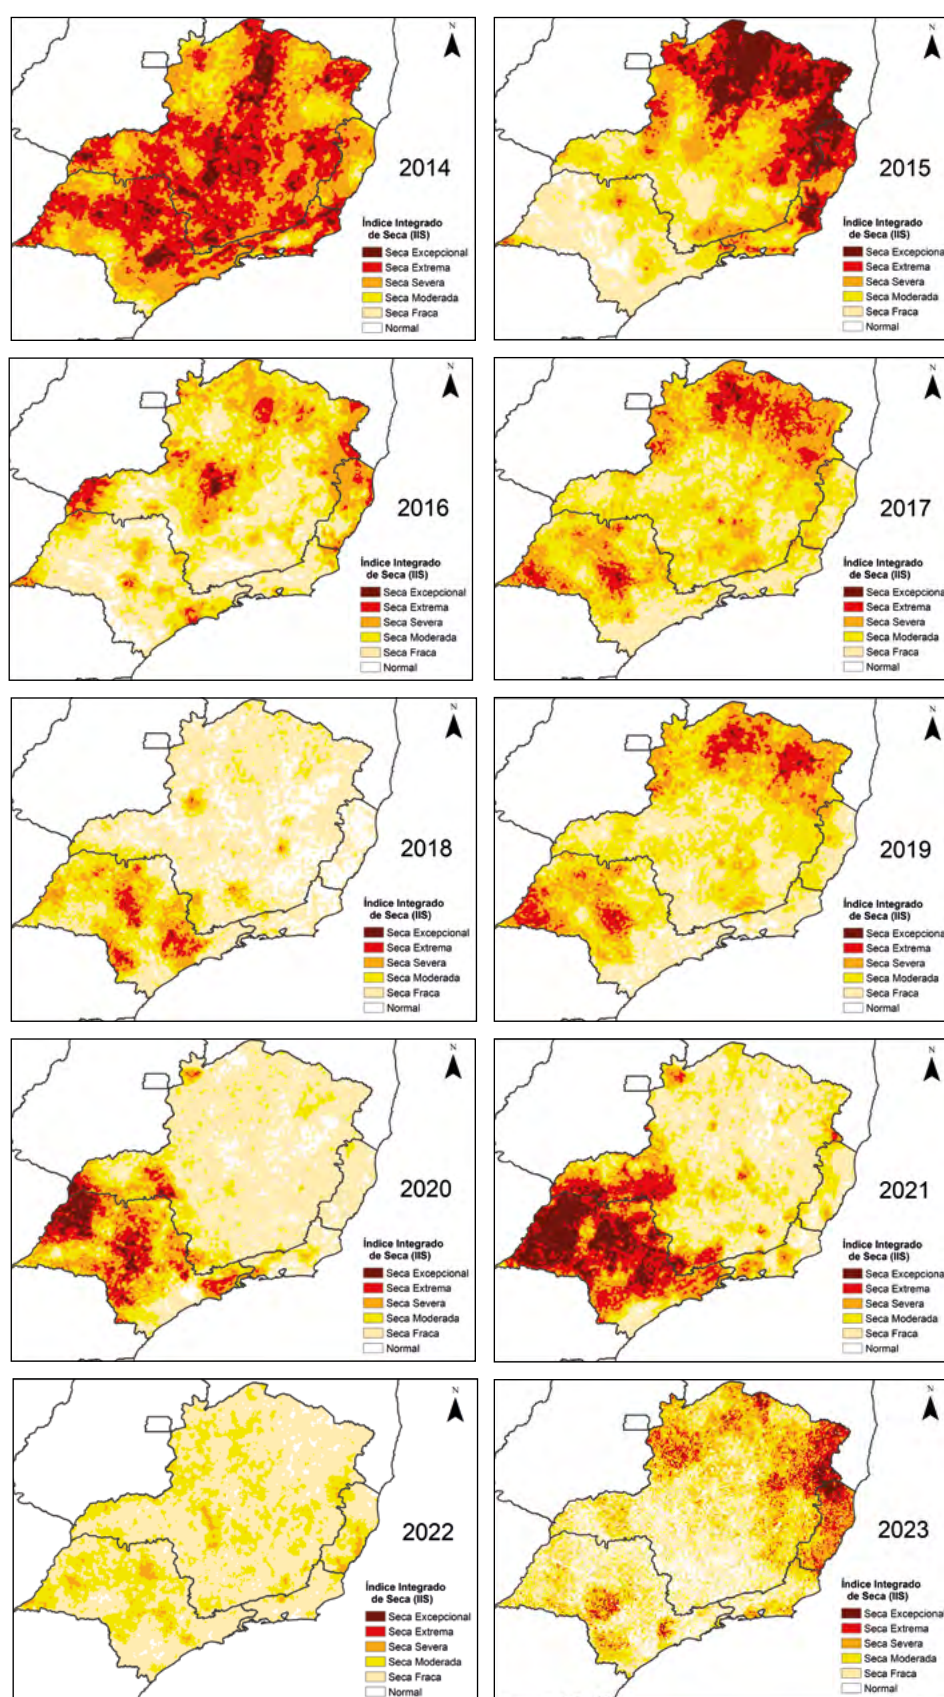 N
2014
Índice Integrado
de Seca (IIS)
Seca Excepcional
Seca Extrema
Seca Severa
Seca Moderada
Seca Fraca
Normal
N
2015
Índice Integrado
de Seca (IIS)
Seca Excepcional
Seca Extrema
Seca Severa
Seca Moderada
Seca Fraca
Normal
N
2016
Índice Integrado
de Seca (IIS)
Seca Excepcional
Seca Extrema
Seca Severa
Seca Moderada
Seca Fraca
Normal
N
2017
Índice Integrado
de Seca (IIS)
Seca Excepcional
Seca Extrema
Seca Severa
Seca Moderada
Seca Fraca
Normal
N
2018
Índice Integrado
de Seca (IIS)
Seca Excepcional
Seca Extrema
Seca Severa
Seca Moderada
Seca Fraca
Normal
N
2019
Índice Integrado
de Seca (IIS)
Seca Excepciona
Seca Extrema
Seca Severa
Seca Moderada
Seca Fraca
Normal
N
2020
Índice Integrado
de Seca (IIS)
Seca Excepcional
Seca Extrema
Seca Severa
Seca Moderada
Seca Fraca
Normal
N
2021
Índice Integrado
de Seca (IIS)
Seca Excepciona
Seca Extrema
Seca Severa
Seca Moderada
Seca Fraca
Normal
N
2022
Índice Integrado
de Seca (IIS)
Seca Excepcional
Seca Extrema
Seca Severa
Seca Moderada
Seca Fraca
Normal
N
2023
Índice Integrado
de Seca (IIS)
Seca Excepciona
Seca Extrema
Seca Severa
Seca Moderada
Seca Fraca
Normal